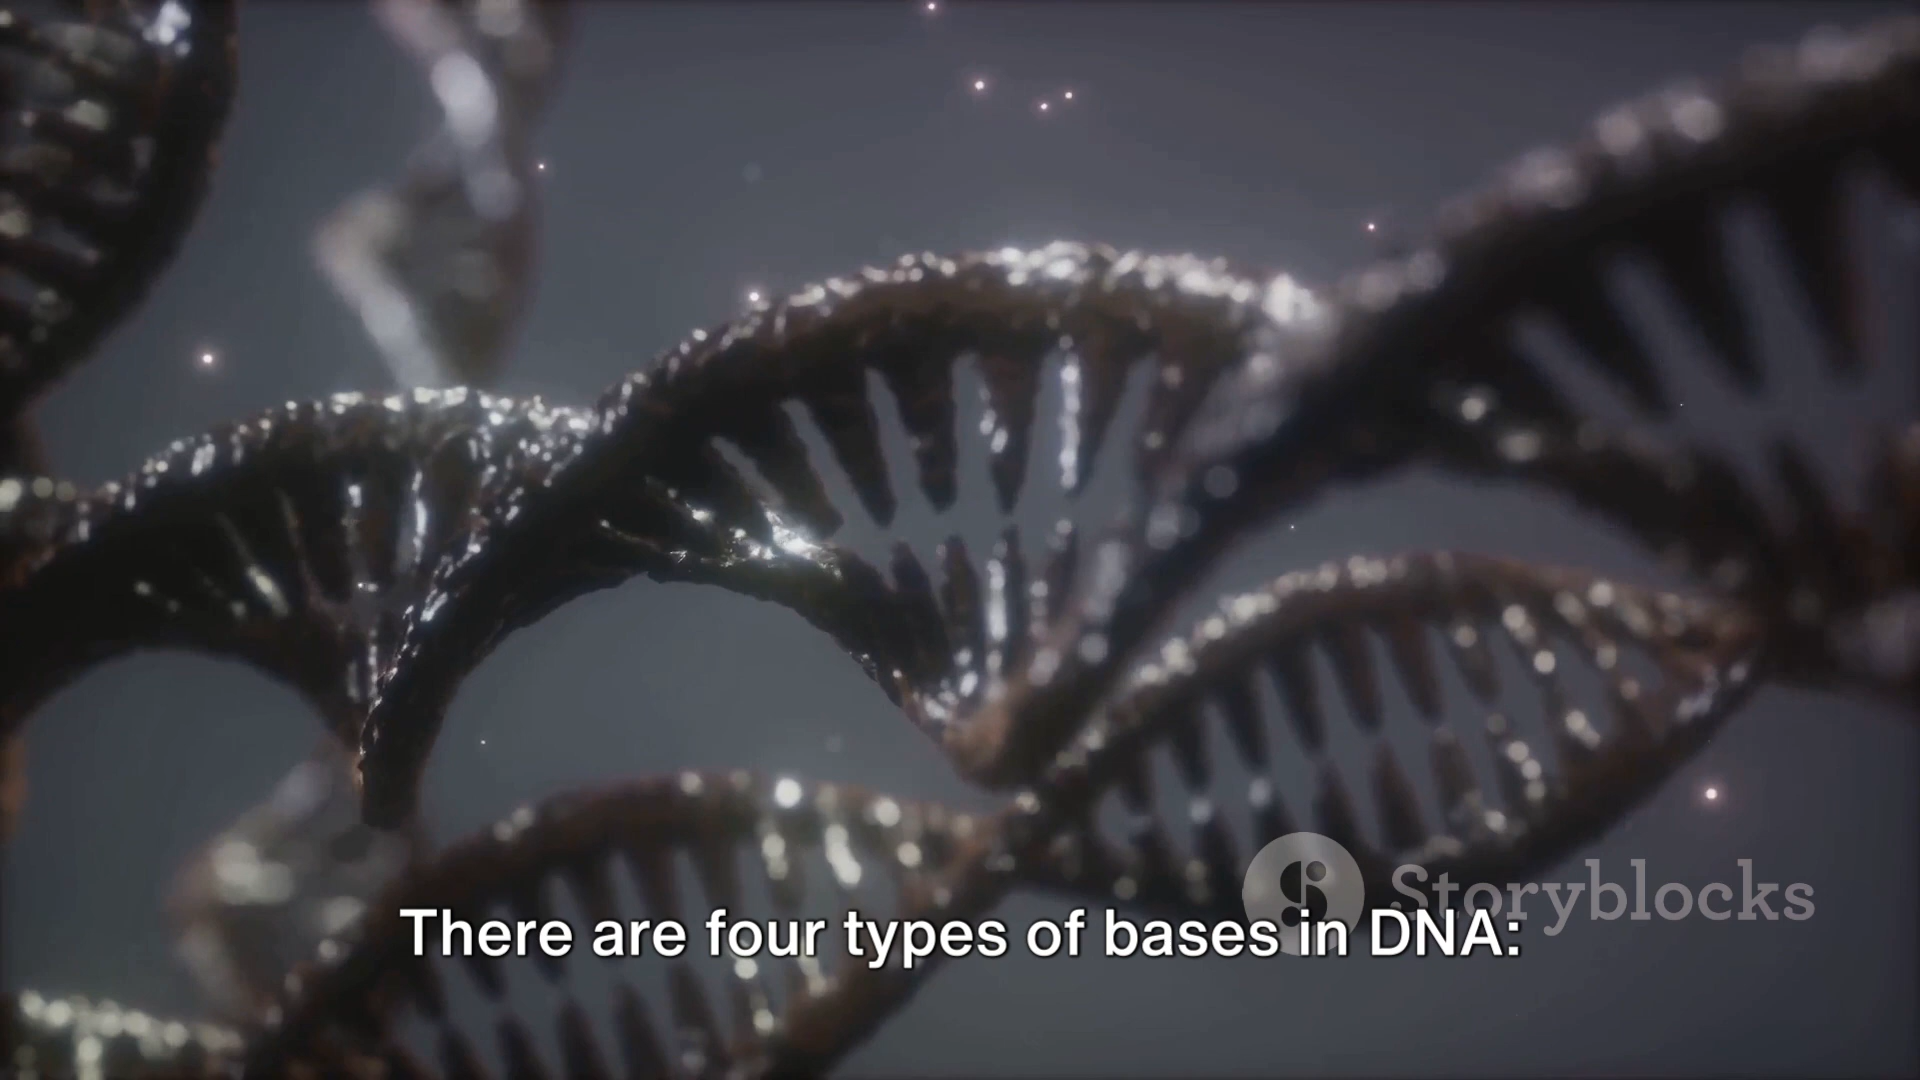 Storyblocks
There are four types of bases in DNA: